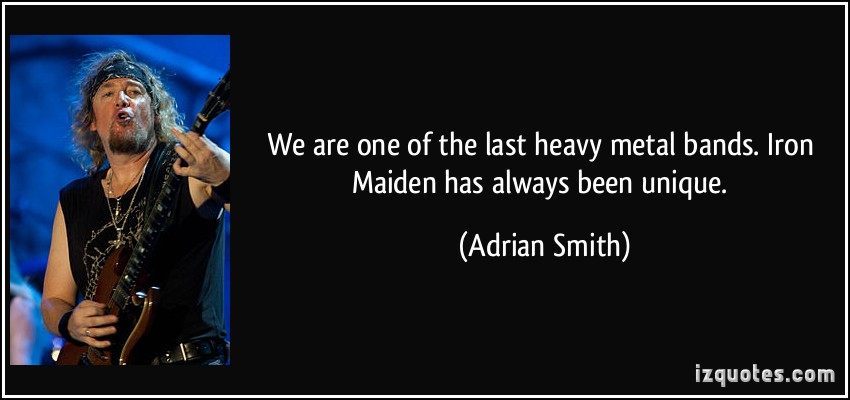 We are one of the last heavy metal bands. Iron
Maiden has always been unique.
(Adrian Smith)
izquotes.com